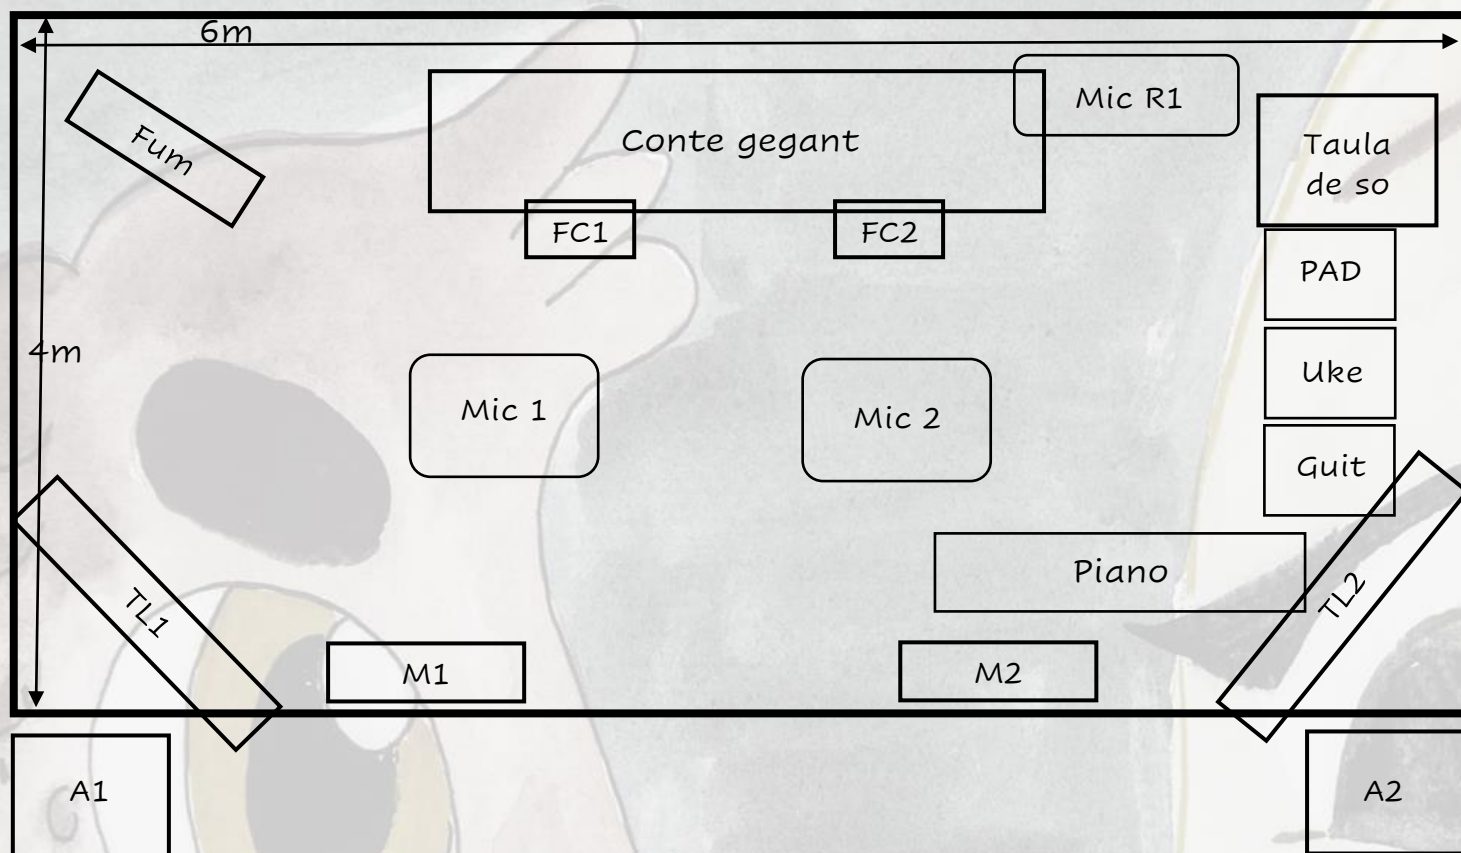 6m
Mic R1
Conte gegant
Fum
Taula
de so
FC1
FC2
PAD
4m
Uke
Mic 1
Mic 2
Guit
Piano
TL1
TL2
M1
M2
A1
A2